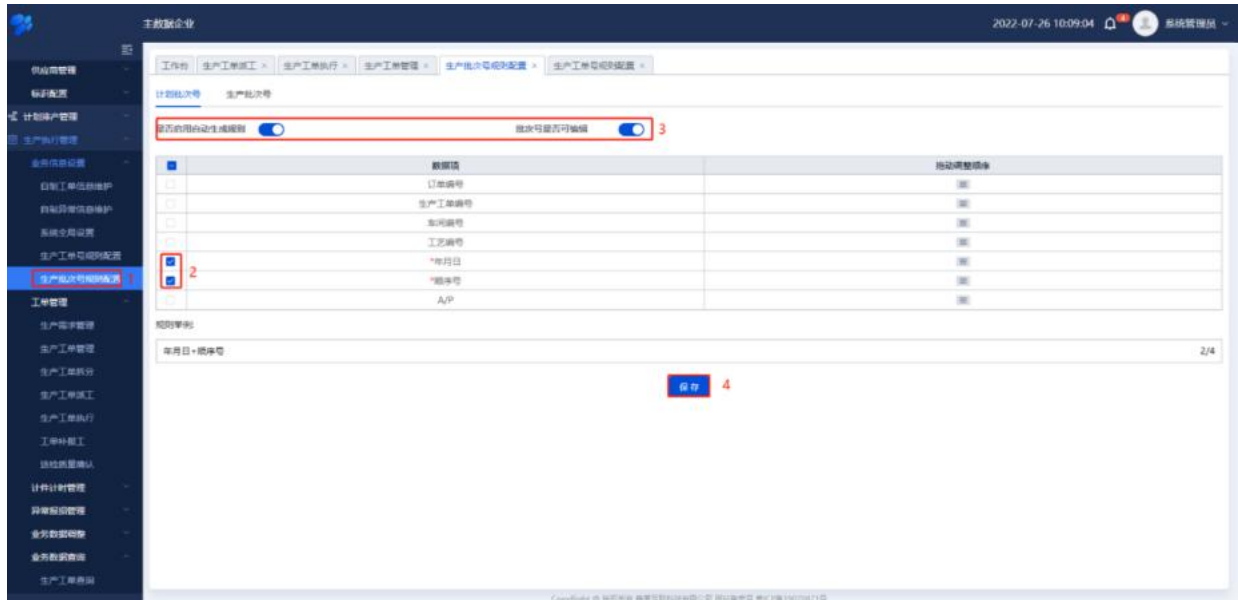 主数据企业
2022-07-26 10:09:04
4
系统管理员
供应商管理
标识配置
计划排产管理
生产执行管理
业务信息设置
自制工单信息维护
自制异常信息维护
系统全局设置
生产工单号规则配置
生产批次号规则配置
1
工单管理
生产需求管理
生产工单管理
生产工单拆分
生产工单派工
生产工单执行
工单补报工
送检质量确认
计件计时管理
异常报损管理
业务数据调整
业务数据查询
生产工单查询
工作台 生产工单派工 × 生产工单执行 × 生产工单管理 × 生产批次号规则配置 × 生产工单号规则配置 ×
计划批次号 生产批次号
是否启用自动生成规则 批次号是否可编辑 3
数据项 拖动调整顺序
订单编号
生产工单编号
车间编号
工艺编号
*年月日
*顺序号
2
A/P
规则举例:
年月日+顺序号 2/4
保存 4